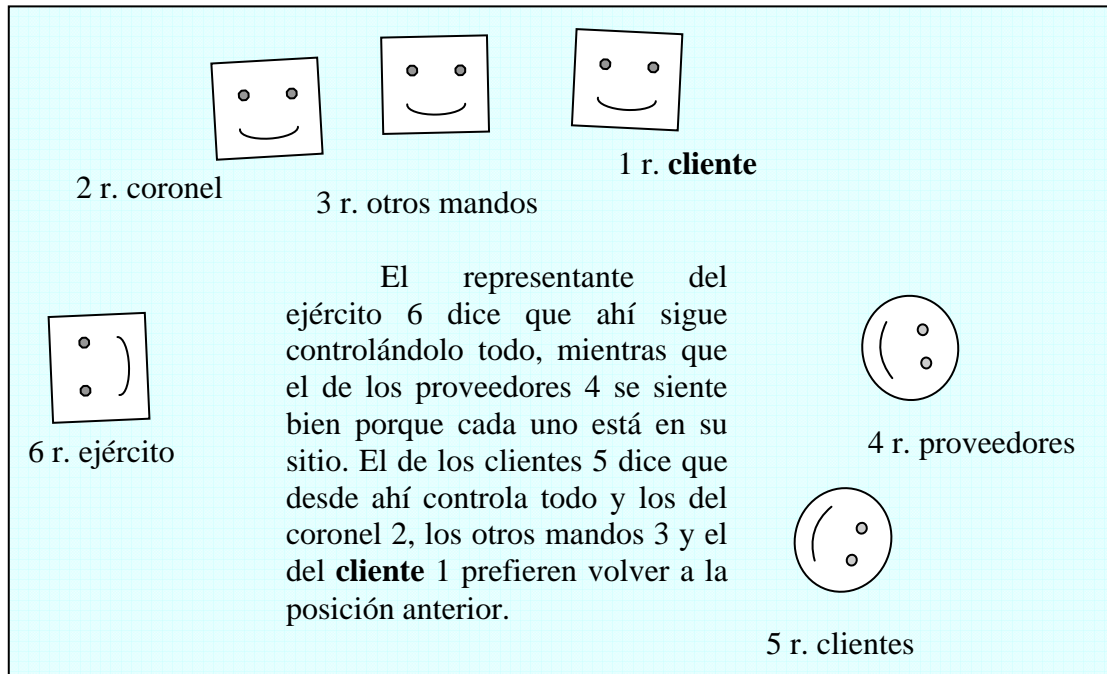 2 r. coronel
3 r. otros mandos
1 r. cliente
El representante del
ejército 6 dice que ahí sigue
controlándolo todo, mientras que
el de los proveedores 4 se siente
bien porque cada uno está en su
sitio. El de los clientes 5 dice que
desde ahí controla todo y los del
coronel 2, los otros mandos 3 y el
del cliente 1 prefieren volver a la
posición anterior.
6 r. ejército
4 r. proveedores
5 r. clientes